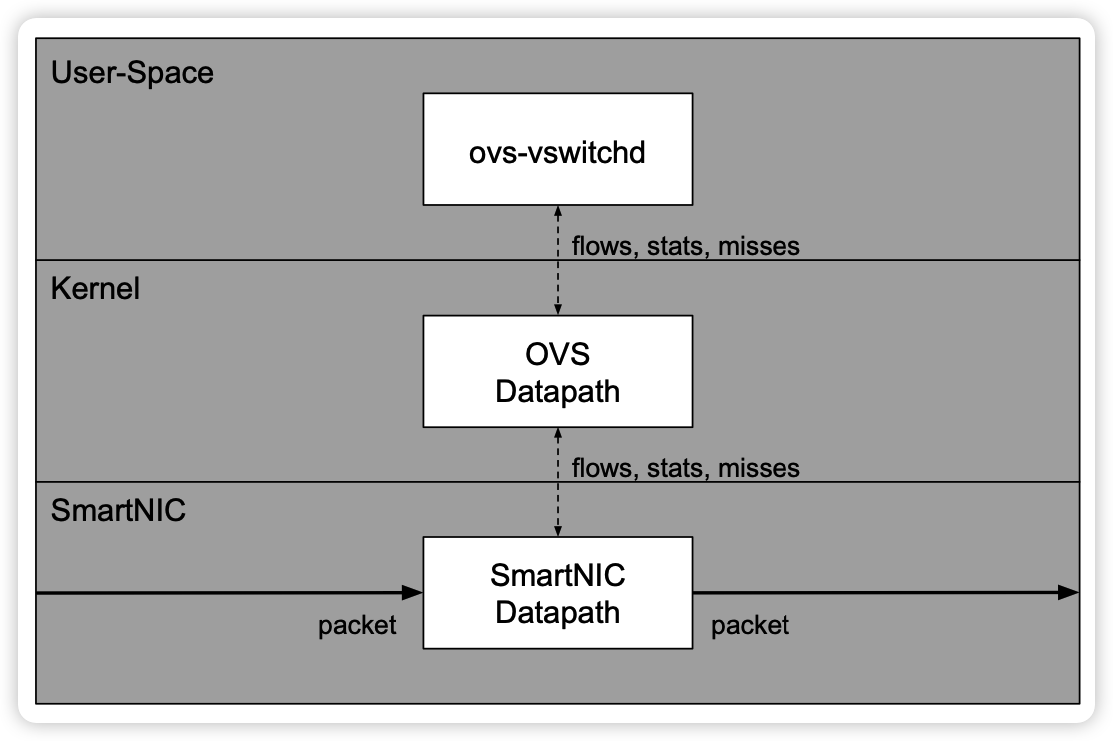 User-Space
ovs-vswitchd
flows, stats, misses
Kernel
OVS
Datapath
flows, stats, misses
SmartNIC
SmartNIC
Datapath
packet
packet